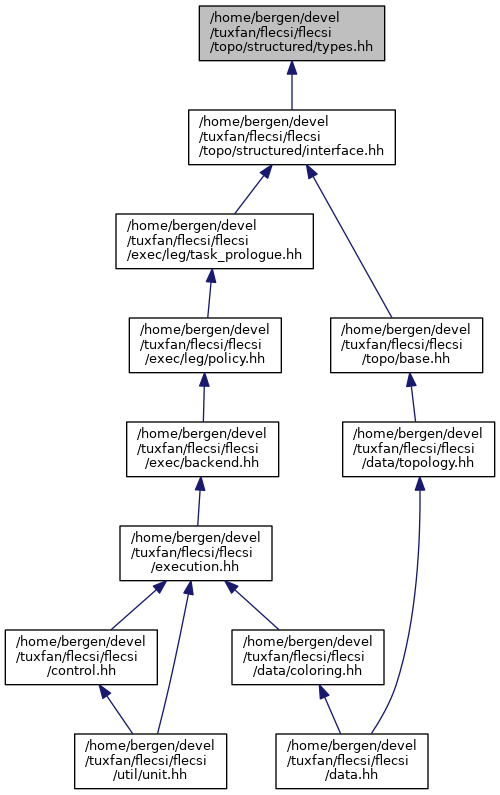 /home/bergen/devel
/tuxfan/flecsi/flecsi
/topo/structured/types.hh
/home/bergen/devel
/tuxfan/flecsi/flecsi
/topo/structured/interface.hh
/home/bergen/devel
/tuxfan/flecsi/flecsi
/exec/leg/task_prologue.hh
/home/bergen/devel
/tuxfan/flecsi/flecsi
/exec/leg/policy.hh
/home/bergen/devel
/tuxfan/flecsi/flecsi
/topo/base.hh
/home/bergen/devel
/tuxfan/flecsi/flecsi
/exec/backend.hh
/home/bergen/devel
/tuxfan/flecsi/flecsi
/data/topology.hh
/home/bergen/devel
/tuxfan/flecsi/flecsi
/execution.hh
/home/bergen/devel
/tuxfan/flecsi/flecsi
/control.hh
/home/bergen/devel
/tuxfan/flecsi/flecsi
/data/coloring.hh
/home/bergen/devel
/tuxfan/flecsi/flecsi
/util/unit.hh
/home/bergen/devel
/tuxfan/flecsi/flecsi
/data.hh